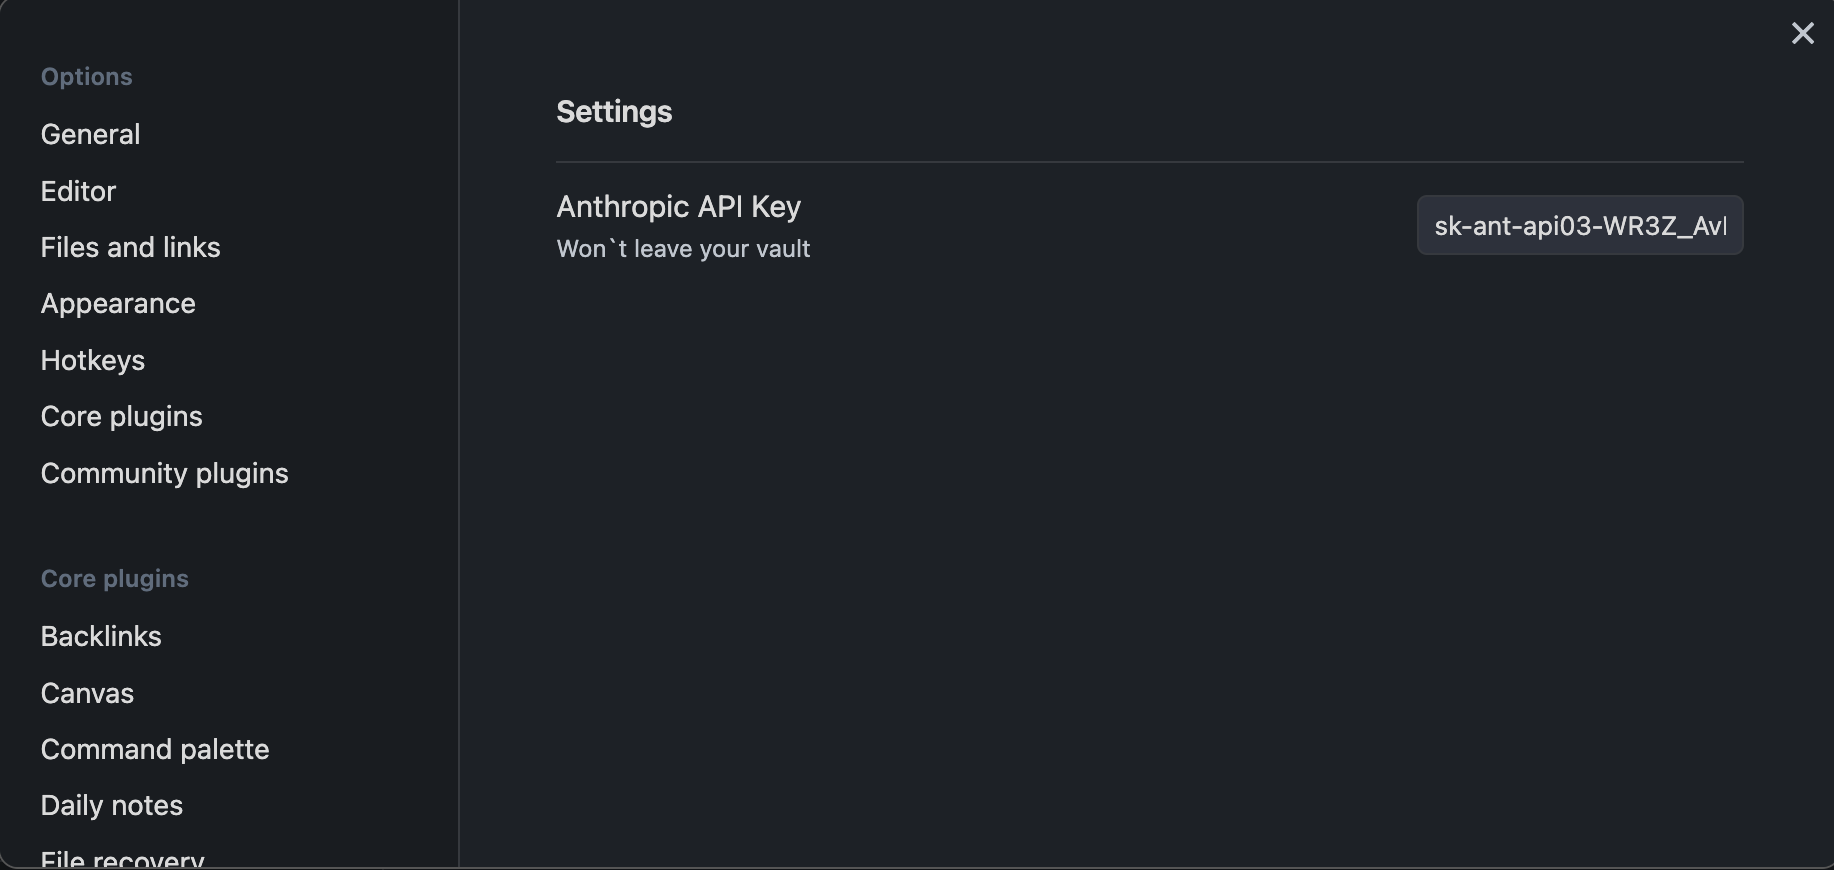 Options
General
Editor
Files and links
Appearance
Hotkeys
Core plugins
Community plugins
Core plugins
Backlinks
Canvas
Command palette
Daily notes
File recovery
Settings
Anthropic API Key
Won`t leave your vault
sk-ant-api03-WR3Z_Av